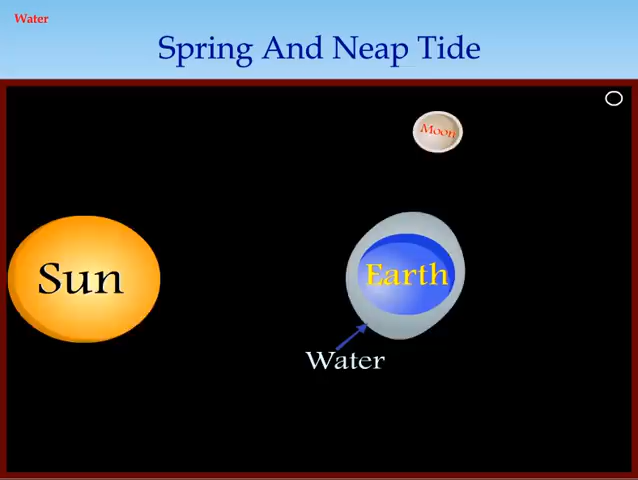 Water
Spring And Neap Tide
Moon
Sun
Earth
Water